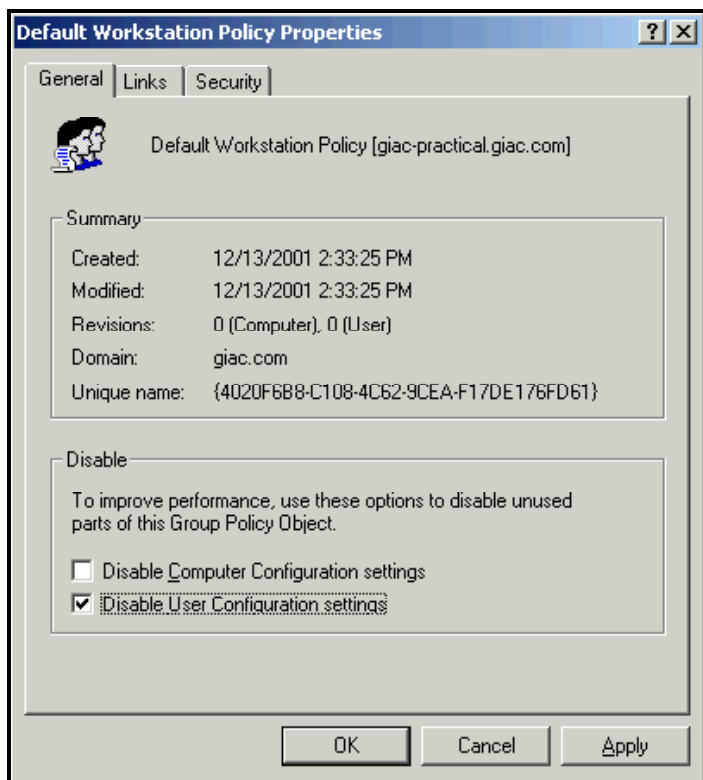 Default Workstation Policy Properties
General Links Security
Default Workstation Policy [giac-practical.giac.com]
Summary
Created: 12/13/2001 2:33:25 PM
Modified: 12/13/2001 2:33:25 PM
Revisions: 0 (Computer), 0 (User)
Domain: giac.com
Unique name: {4020F6B8-C108-4C62-9CEA-F17DE176FD61}
Disable
To improve performance, use these options to disable unused
parts of this Group Policy Object.
Disable Computer Configuration settings
Disable User Configuration settings
OK Cancel Apply